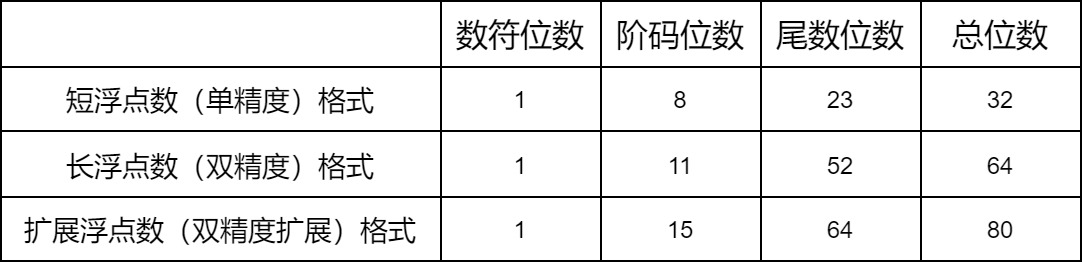 数符位数 阶码位数 尾数位数 总位数
短浮点数（单精度）格式 1 8 23 32
长浮点数（双精度）格式 1 11 52 64
扩展浮点数（双精度扩展）格式 1 15 64 80